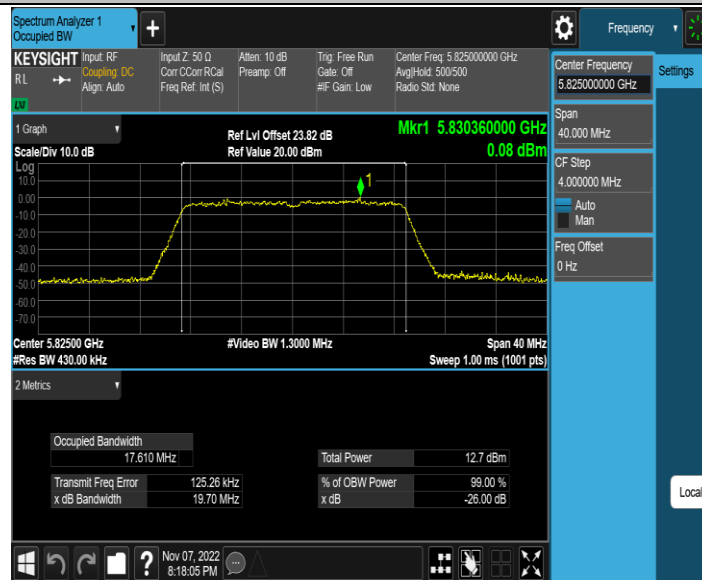 Spectrum Analyzer 1
Occupied BW
+
Frequency
KEYSIGHT
R L
LXI
Input: RF
Coupling: DC
Align: Auto
Input Z: 50 Ω
Corr CCorr RCal
Freq Ref: Int (S)
Atten: 10 dB
Preamp: Off
Trig: Free Run
Gate: Off
#IF Gain: Low
Center Freq: 5.825000000 GHz
Avg|Hold: 500/500
Radio Std: None
Center Frequency
5.825000000 GHz
Settings
Span
40.000 MHz
CF Step
4.000000 MHz
Auto
Man
Freq Offset
0 Hz
1 Graph
Scale/Div 10.0 dB
Ref Lvl Offset 23.82 dB
Ref Value 20.00 dBm
Mkr1 5.830360000 GHz
0.08 dBm
Log
10.0
0.00
-10.0
-20.0
-30.0
-40.0
-50.0
-60.0
-70.0
1
Center 5.82500 GHz
#Res BW 430.00 kHz
#Video BW 1.3000 MHz
Span 40 MHz
Sweep 1.00 ms (1001 pts)
2 Metrics
Occupied Bandwidth
17.610 MHz
Total Power 12.7 dBm
Transmit Freq Error 125.26 kHz
% of OBW Power 99.00 %
x dB Bandwidth 19.70 MHz
x dB -26.00 dB
Local
?
Nov 07, 2022
8:18:05 PM